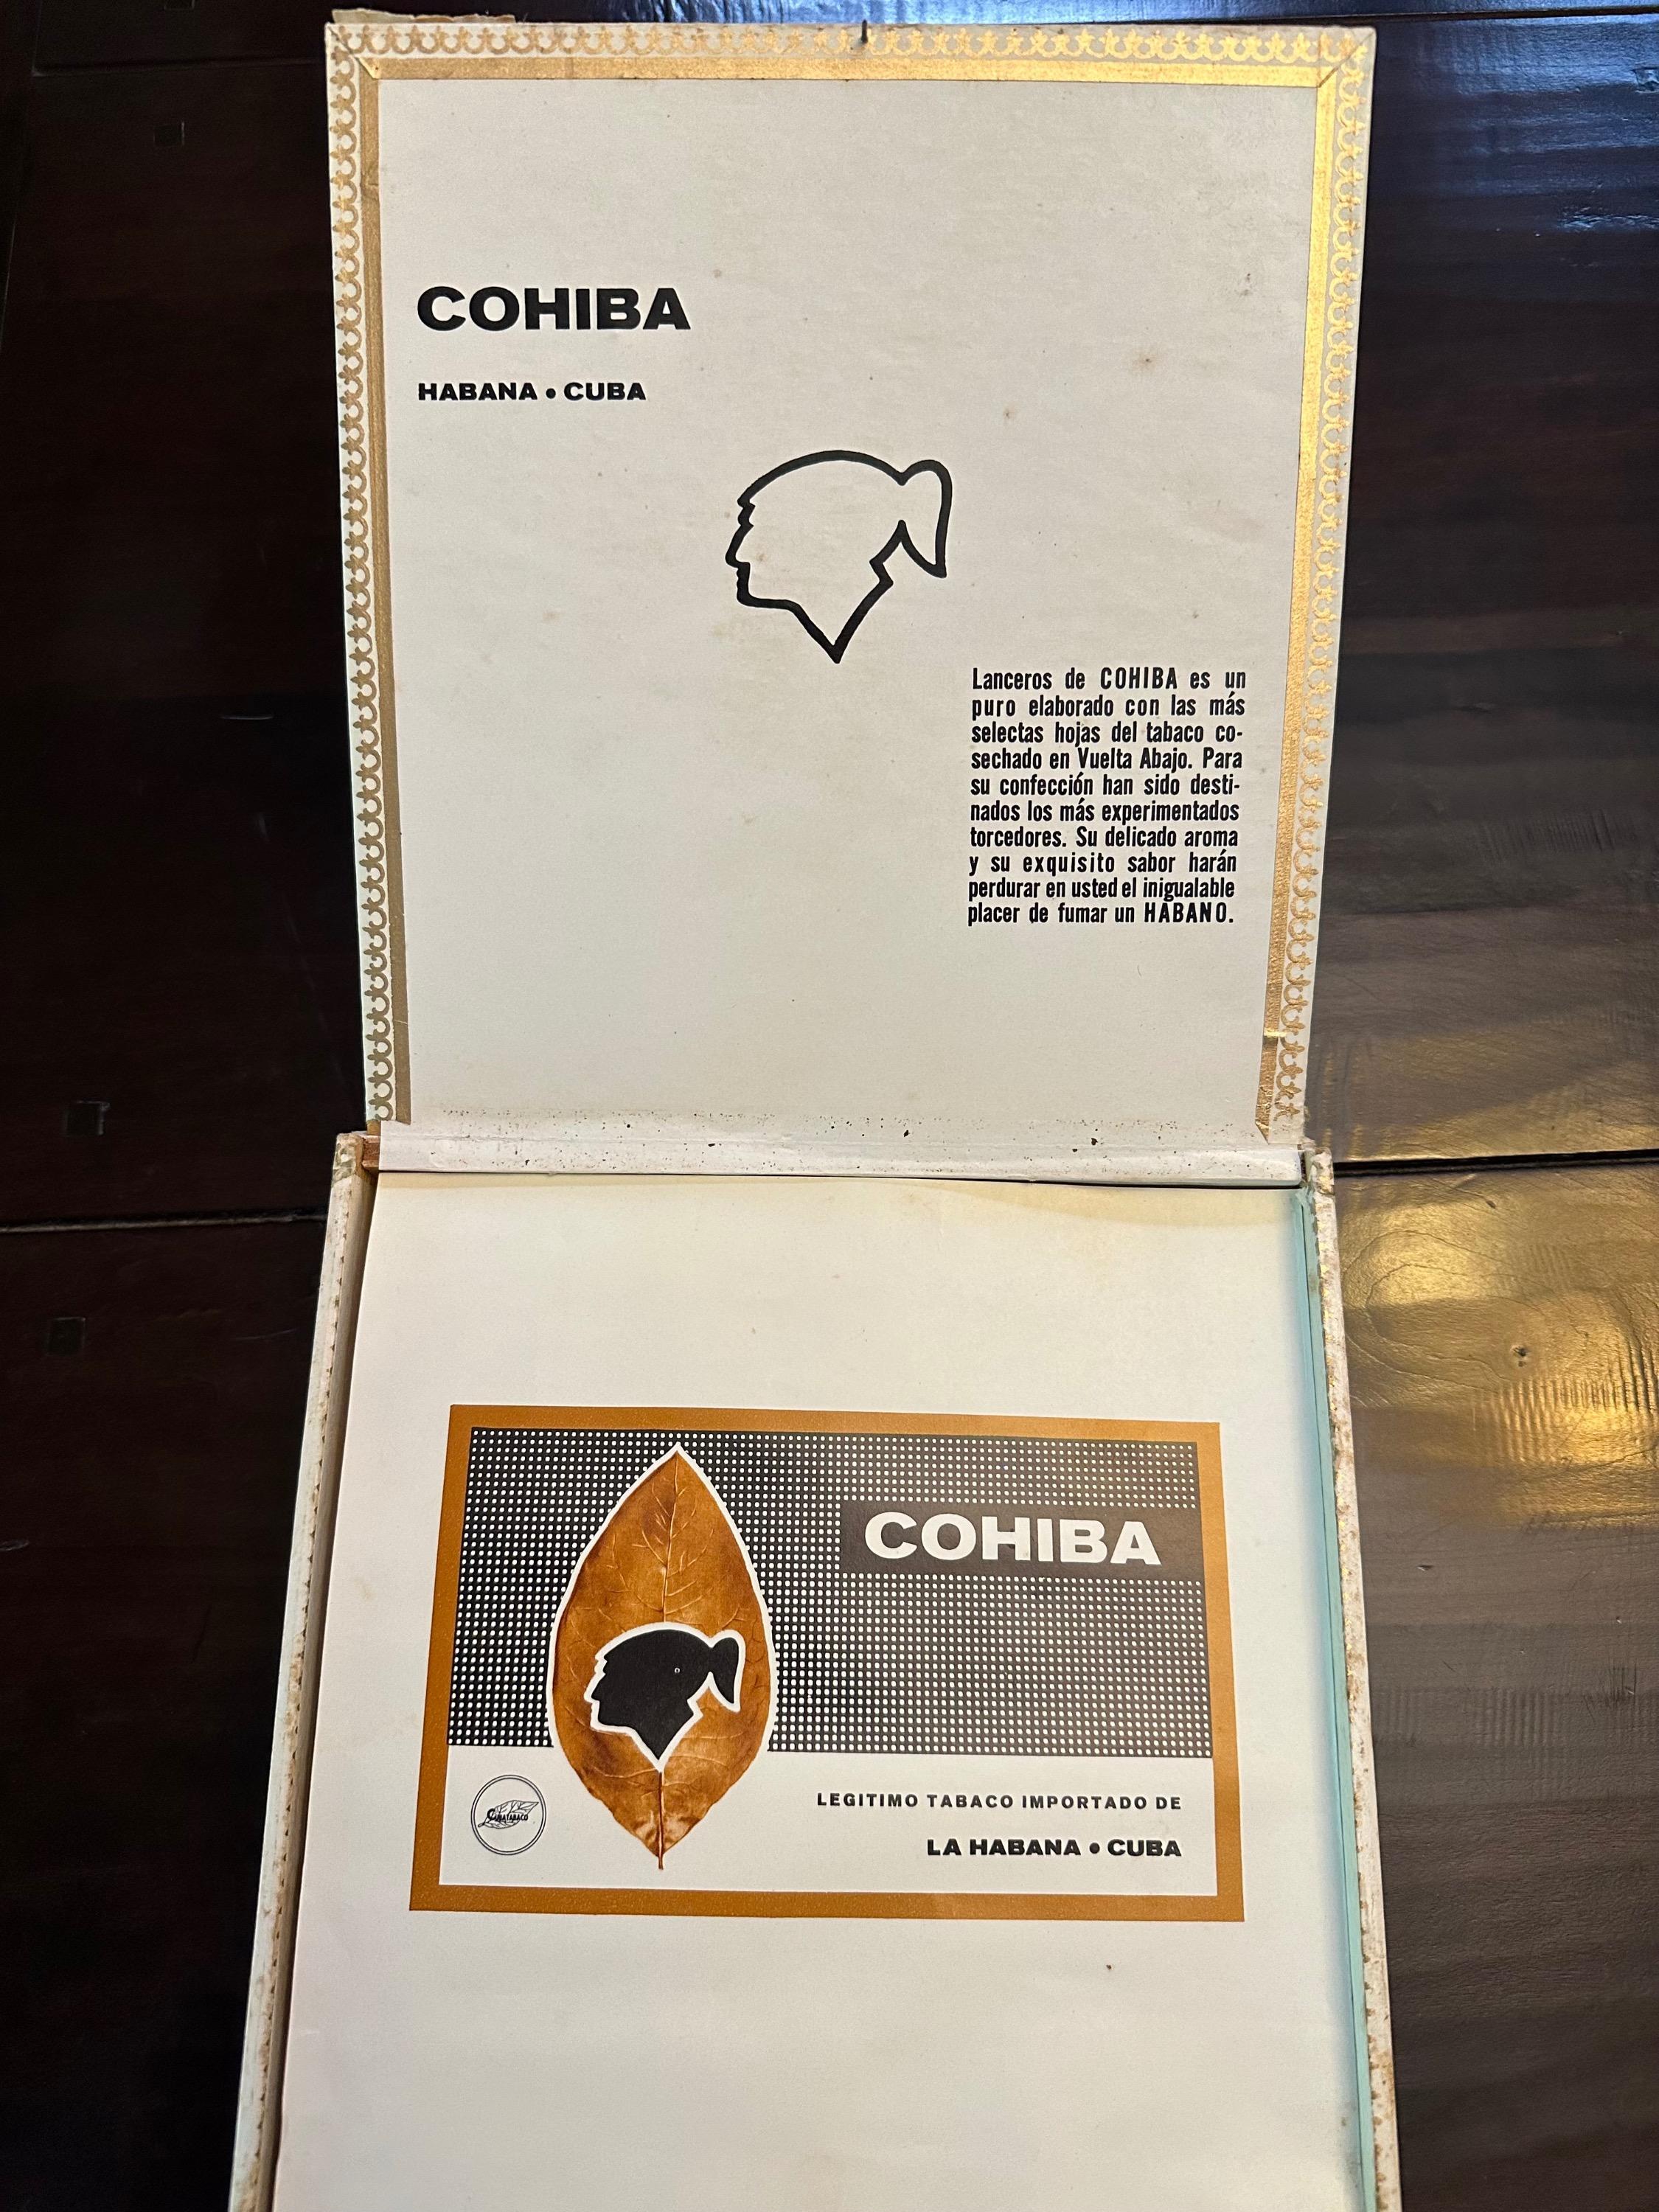 COHIBA
HABANA • CUBA
Lanceros de COHIBA es un
puro elaborado con las más
selectas hojas del tabaco co-
sechado en Vuelta Abajo. Para
su confección han sido desti-
nados los más experimentados
torcedores. Su delicado aroma
y su exquisito sabor harán
perdurar en usted el inigualable
placer de fumar un HABANO.
COHIBA
CUBATABACO
LEGITIMO TABACO IMPORTADO DE
LA HABANA • CUBA